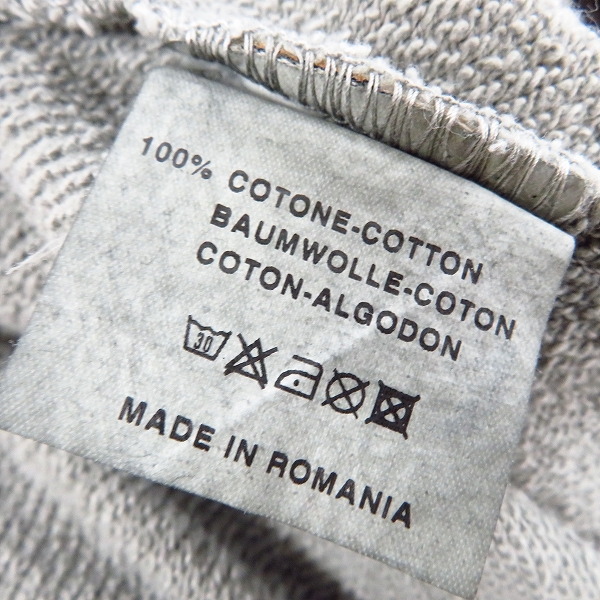 100% COTONE-COTTON
BAUMWOLLE-COTON
COTON-ALGODON
30
MADE IN ROMANIA